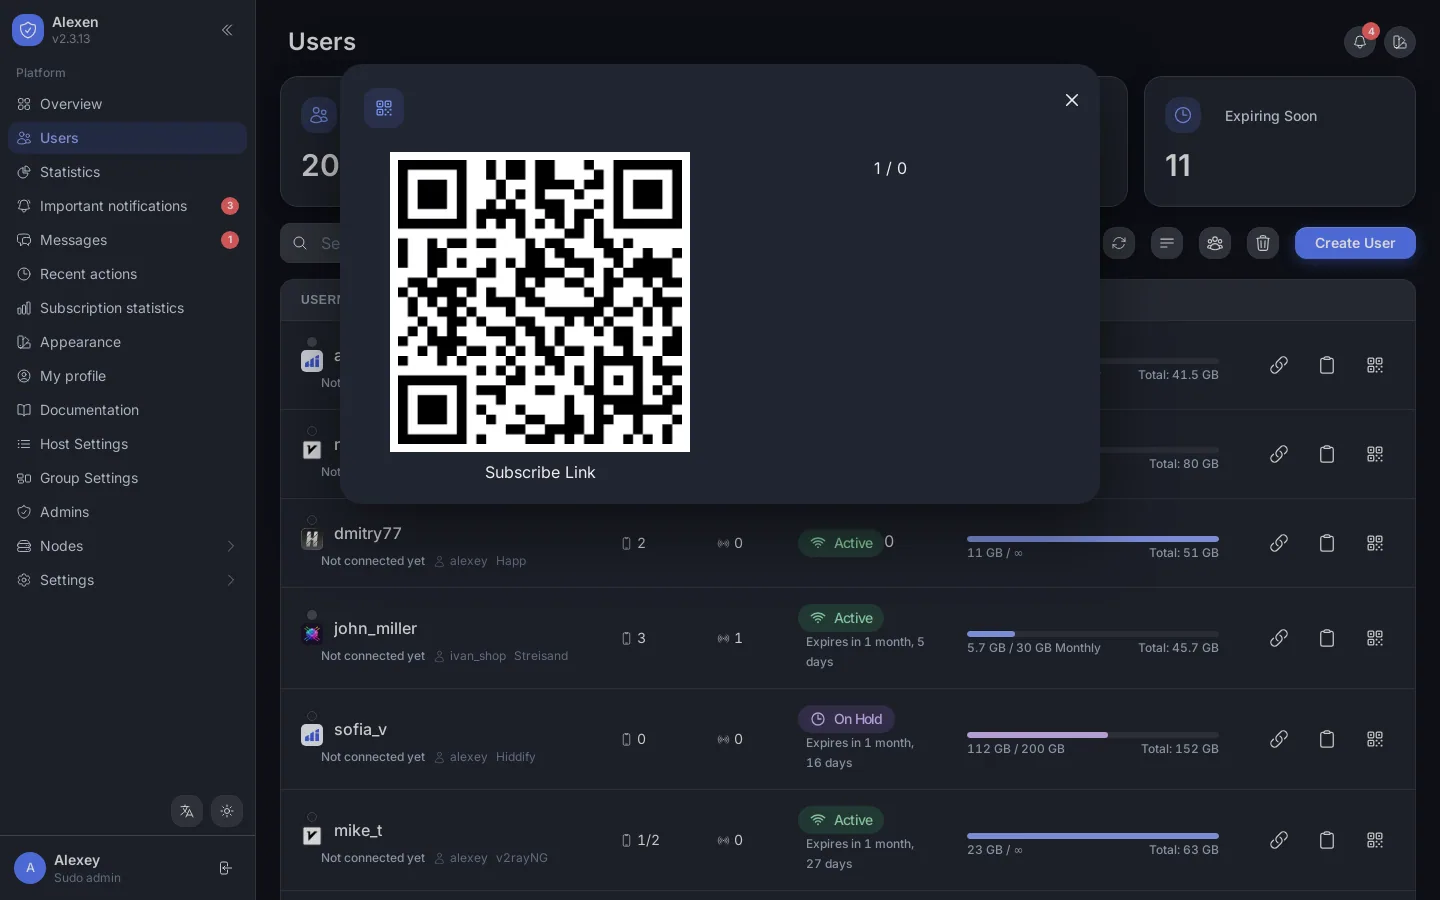 Alexen
v2.3.13
Platform
Overview
Users
Statistics
Important notifications 3
Messages 1
Recent actions
Subscription statistics
Appearance
My profile
Documentation
Host Settings
Group Settings
Admins
Nodes
Settings
A
Alexey
Sudo admin
Users
4
20
Expiring Soon
11
Create User
1 / 0
Subscribe Link
Total: 41.5 GB
Total: 80 GB
dmitry77
Not connected yet alexey Happ
2
0
Active 0
11 GB / ∞ Total: 51 GB
john_miller
Not connected yet ivan_shop Streisand
3
1
Active
Expires in 1 month, 5
days
5.7 GB / 30 GB Monthly Total: 45.7 GB
sofia_v
Not connected yet alexey Hiddify
0
0
On Hold
Expires in 1 month,
16 days
112 GB / 200 GB Total: 152 GB
mike_t
Not connected yet alexey v2rayNG
1/2
0
Active
Expires in 1 month,
27 days
23 GB / ∞ Total: 63 GB